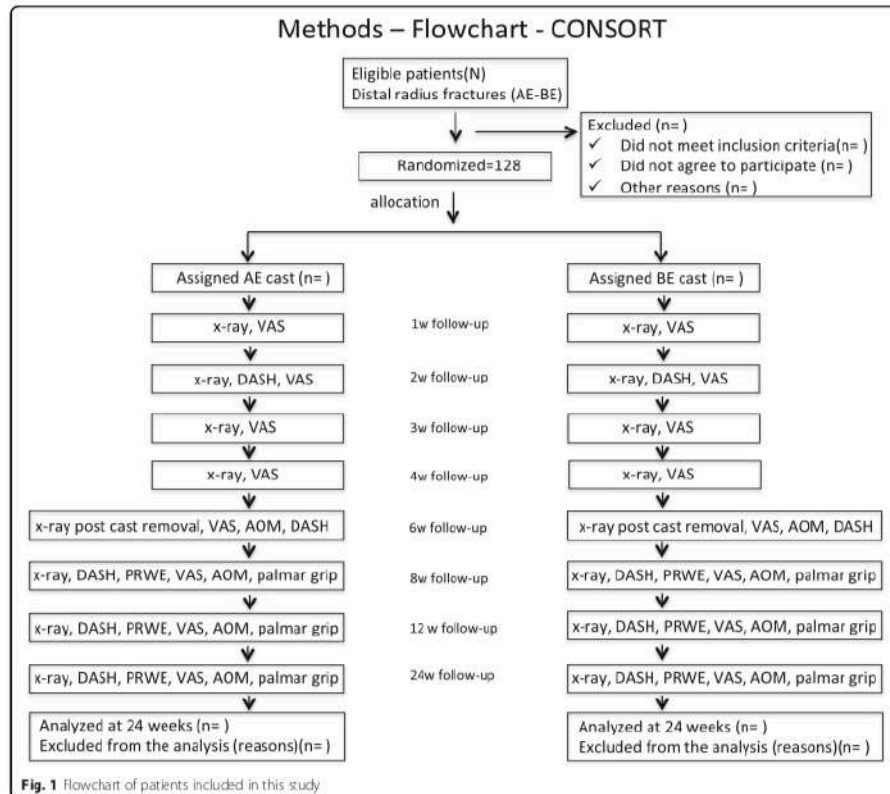 Methods – Flowchart - CONSORT
Eligible patients(N)
Distal radius fractures (AE-BE)
Excluded (n= )
✓ Did not meet inclusion criteria(n= )
✓ Did not agree to participate (n= )
✓ Other reasons (n= )
Randomized=128
allocation
Assigned AE cast (n= )
Assigned BE cast (n= )
x-ray, VAS
1w follow-up
x-ray, VAS
x-ray, DASH, VAS
2w follow-up
x-ray, DASH, VAS
x-ray, VAS
3w follow-up
x-ray, VAS
x-ray, VAS
4w follow-up
x-ray, VAS
x-ray post cast removal, VAS, AOM, DASH
6w follow-up
x-ray post cast removal, VAS, AOM, DASH
x-ray, DASH, PRWE, VAS, AOM, palmar grip
8w follow-up
x-ray, DASH, PRWE, VAS, AOM, palmar grip
x-ray, DASH, PRWE, VAS, AOM, palmar grip
12 w follow-up
x-ray, DASH, PRWE, VAS, AOM, palmar grip
x-ray, DASH, PRWE, VAS, AOM, palmar grip
24w follow-up
x-ray, DASH, PRWE, VAS, AOM, palmar grip
Analyzed at 24 weeks (n= )
Excluded from the analysis (reasons)(n= )
Analyzed at 24 weeks (n= )
Excluded from the analysis (reasons)(n= )
Fig. 1 Flowchart of patients included in this study